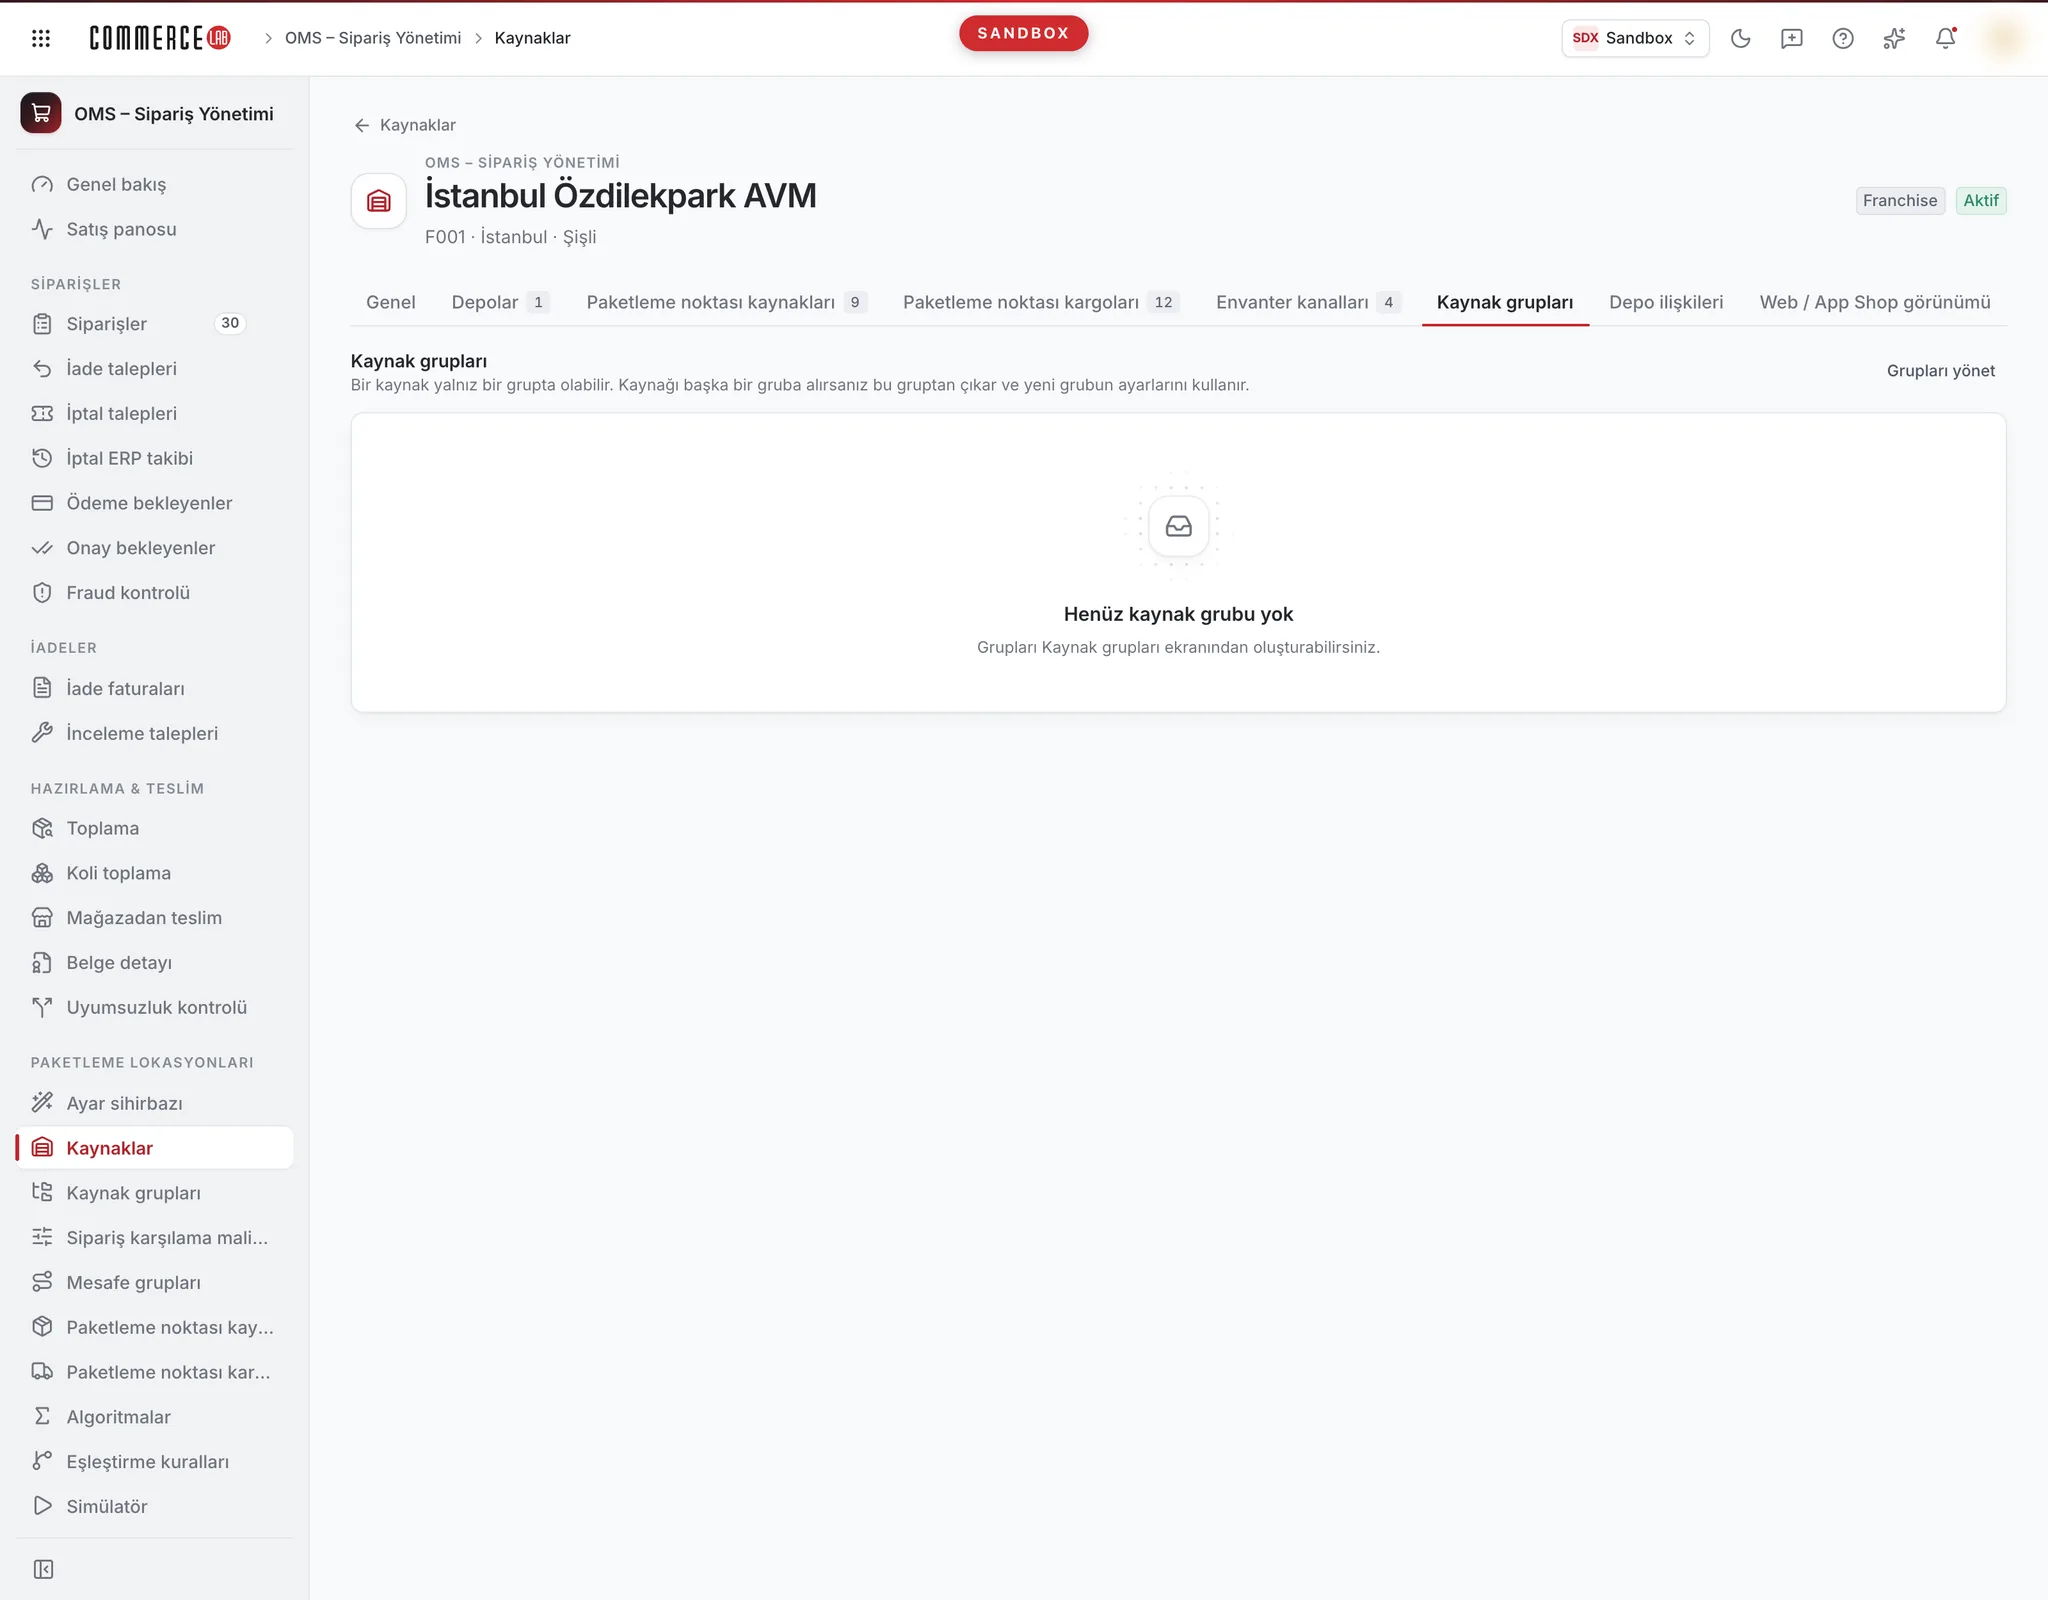 COMMERCE LAB
OMS – Sipariş Yönetimi
Kaynaklar
SANDBOX
SDX Sandbox
OMS – Sipariş Yönetimi
Genel bakış
Satış panosu
SİPARİŞLER
Siparişler 30
İade talepleri
İptal talepleri
İptal ERP takibi
Ödeme bekleyenler
Onay bekleyenler
Fraud kontrolü
İADELER
İade faturaları
İnceleme talepleri
HAZIRLAMA & TESLİM
Toplama
Koli toplama
Mağazadan teslim
Belge detayı
Uyumsuzluk kontrolü
PAKETLEME LOKASYONLARI
Ayar sihirbazı
Kaynaklar
Kaynak grupları
Sipariş karşılama mali...
Mesafe grupları
Paketleme noktası kay...
Paketleme noktası kar...
Algoritmalar
Eşleştirme kuralları
Simülatör
Kaynaklar
OMS – SİPARİŞ YÖNETİMİ
İstanbul Özdilekpark AVM
F001 · İstanbul · Şişli
Franchise
Aktif
Genel
Depolar 1
Paketleme noktası kaynakları 9
Paketleme noktası kargoları 12
Envanter kanalları 4
Kaynak grupları
Depo ilişkileri
Web / App Shop görünümü
Kaynak grupları
Bir kaynak yalnız bir grupta olabilir. Kaynağı başka bir gruba alırsanız bu gruptan çıkar ve yeni grubun ayarlarını kullanır.
Grupları yönet
Henüz kaynak grubu yok
Grupları Kaynak grupları ekranından oluşturabilirsiniz.